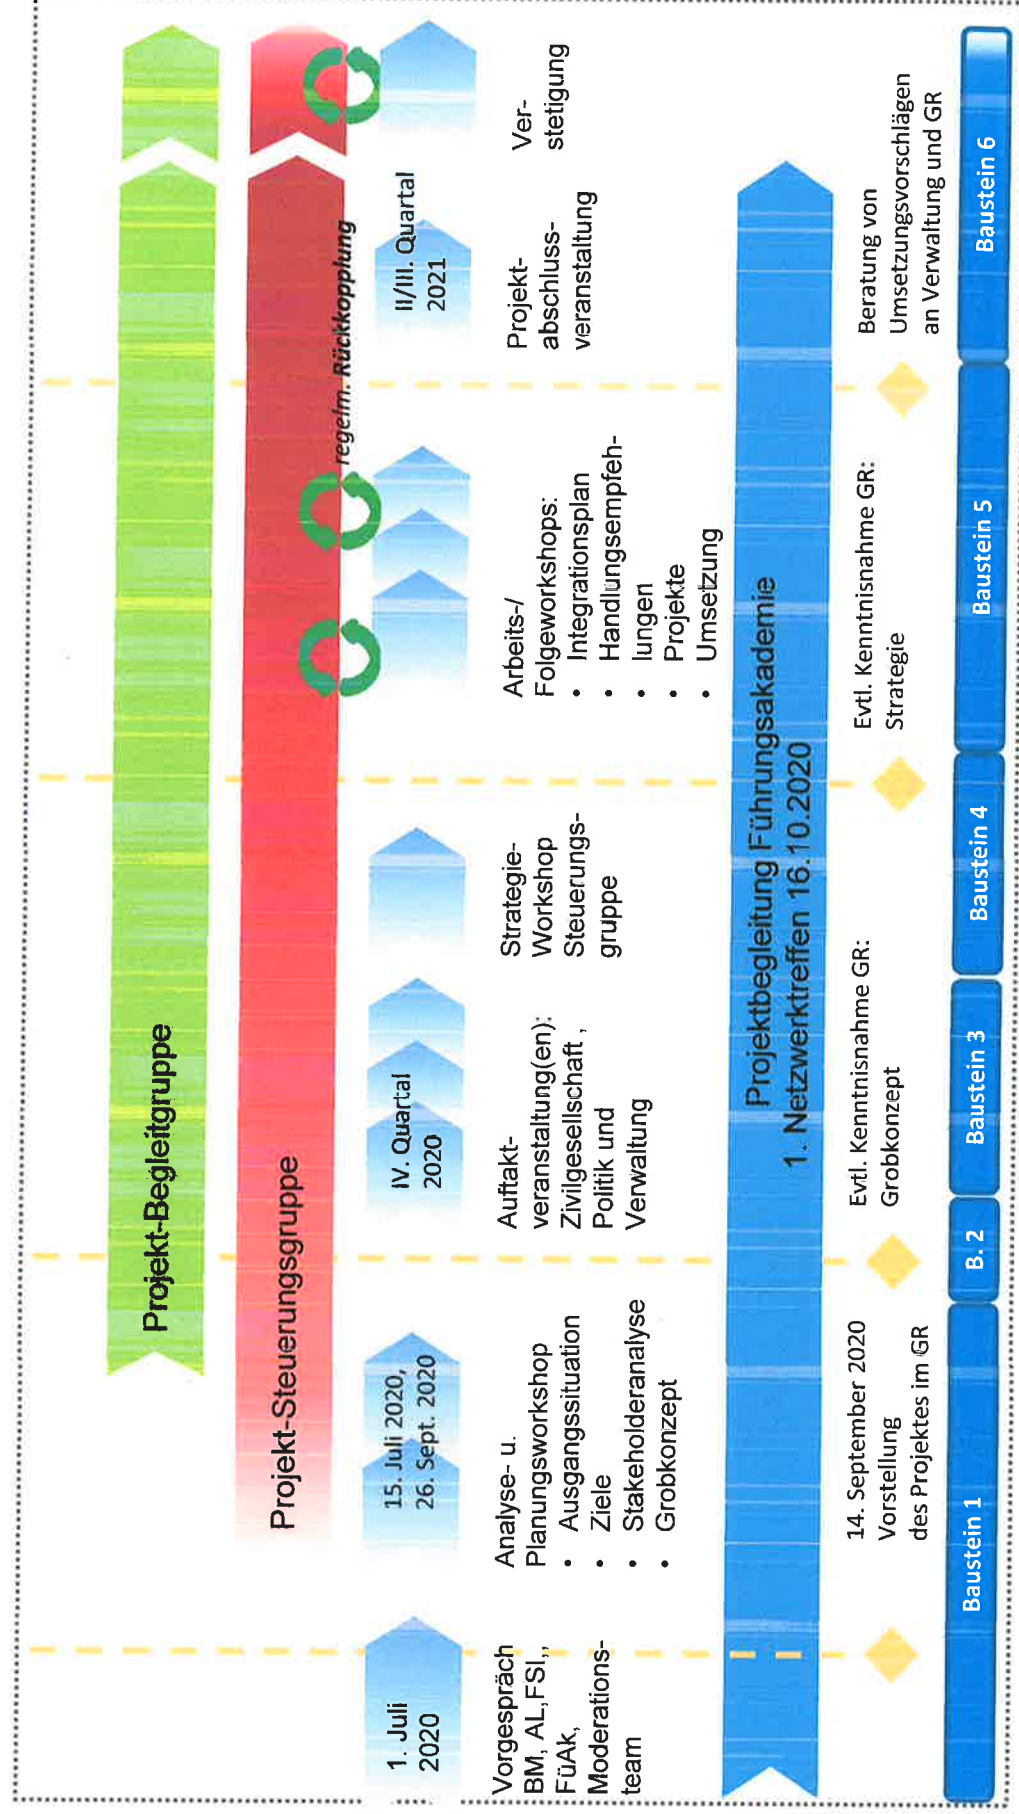 Projekt-Begleitgruppe
Projekt-Steuerungsgruppe
regelm. Rückkopplung
1. Juli
2020
15. Juli 2020,
26. Sept. 2020
IV. Quartal
2020
II/III. Quartal
2021
Vorgespräch
BM, AL,FSI,,
FüAk,
Moderations-
team
Analyse- u.
Planungsworkshop
• Ausgangssituation
• Ziele
• Stakeholderanalyse
• Grobkonzept
Auftakt-
veranstaltung(en):
Zivilgesellschaft ,
Politik und
Verwaltung
Strategie-
Workshop
Steuerungs-
gruppe
Arbeits-/
Folgeworkshops:
• Integrationsplan
• Handlungsempfeh-
• lungen
• Projekte
• Umsetzung
Projekt-
abschluss-
veranstaltung
Ver-
stetigung
Projektbegleitung Führungsakademie
1. Netzwerktreffen 16.10.2020
14. September 2020
Vorstellung
des Projektes im GR
Evtl. Kenntnisnahme GR:
Grobkonzept
Evtl. Kenntnisnahme GR:
Strategie
Beratung von
Umsetzungsvorschlägen
an Verwaltung und GR
Baustein 1
B. 2
Baustein 3
Baustein 4
Baustein 5
Baustein 6